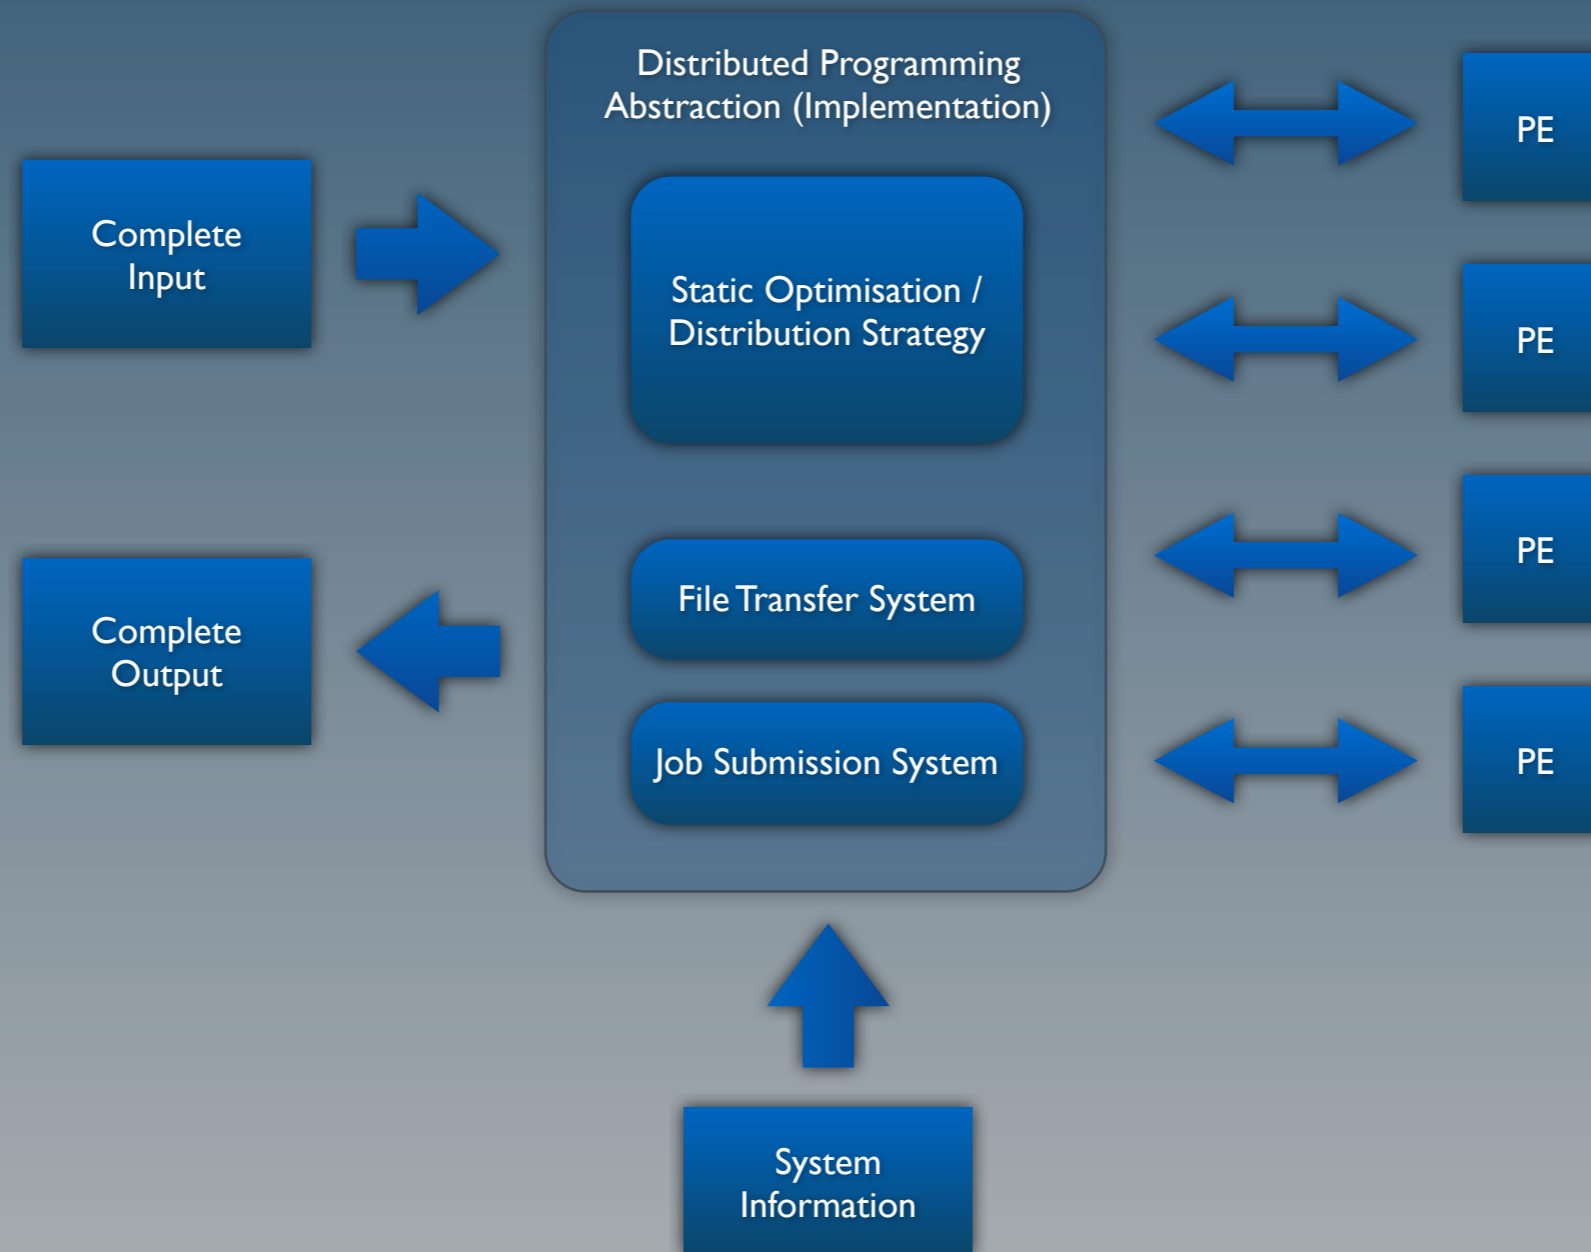 Distributed Programming
Abstraction (Implementation)
Complete
Input
Static Optimisation /
Distribution Strategy
File Transfer System
Complete
Output
Job Submission System
PE
PE
PE
PE
System
Information